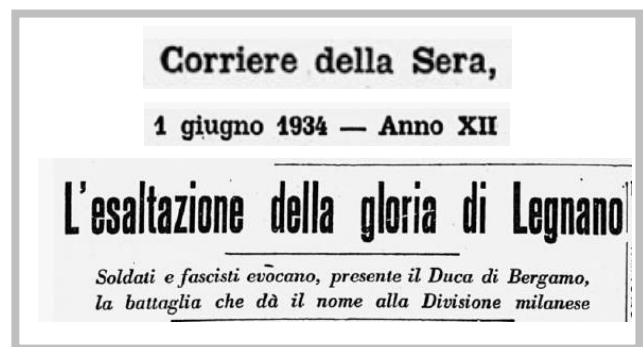 Corriere della Sera,
1 giugno 1934 — Anno XII
L'esaltazione della gloria di Legnano
Soldati e fascisti evocano, presente il Duca di Bergamo,
la battaglia che dà il nome alla Divisione milanese